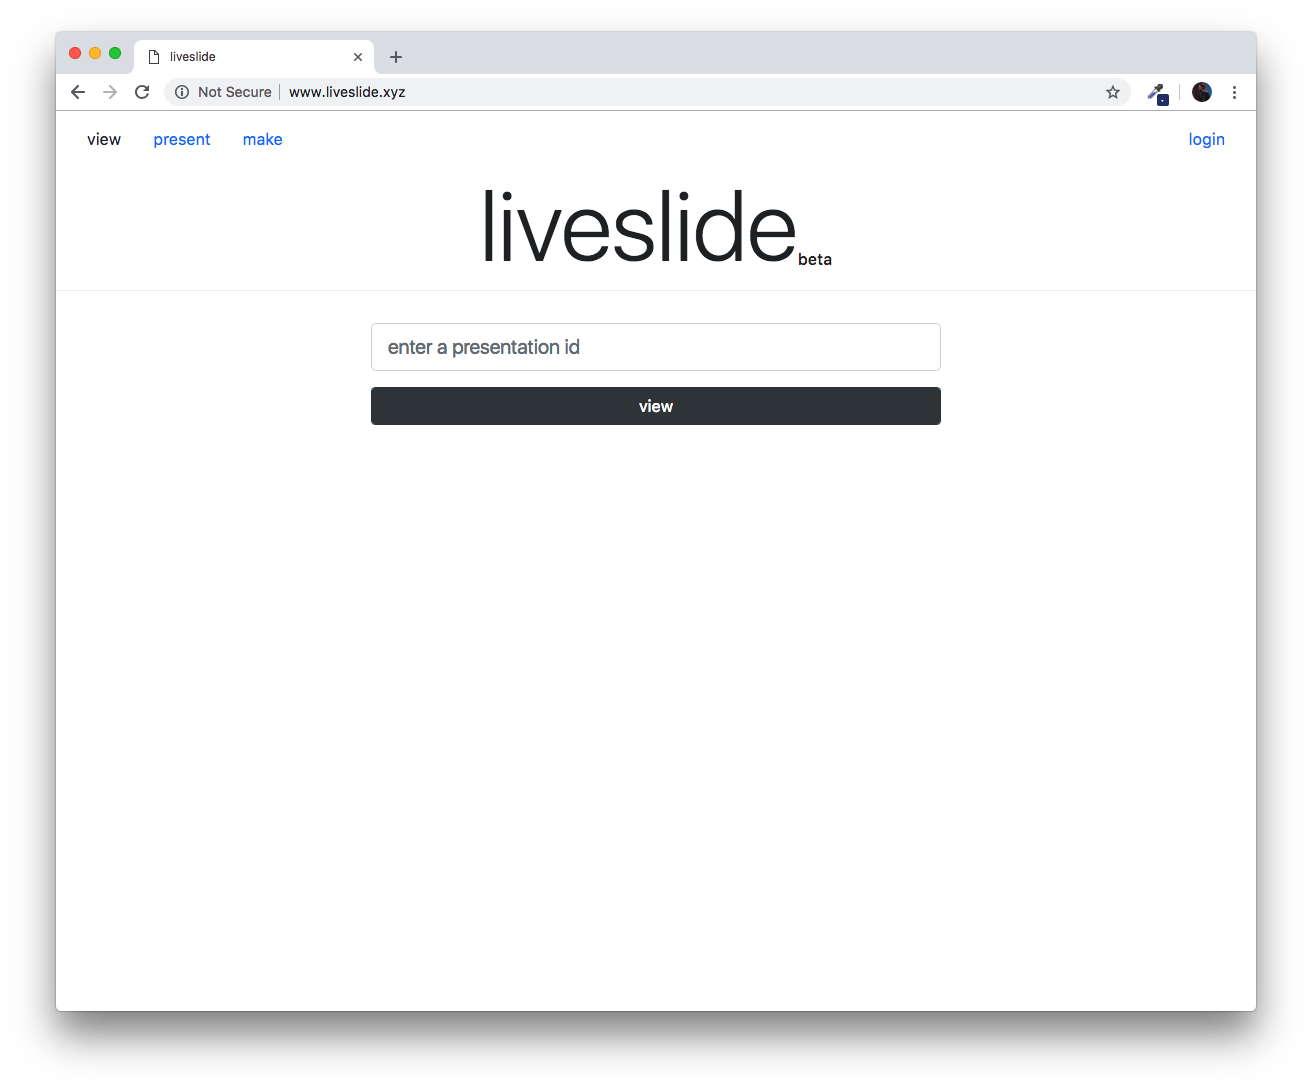 liveslide
Not Secure www.liveslide.xyz
view present make login
liveslide beta
enter a presentation id
view